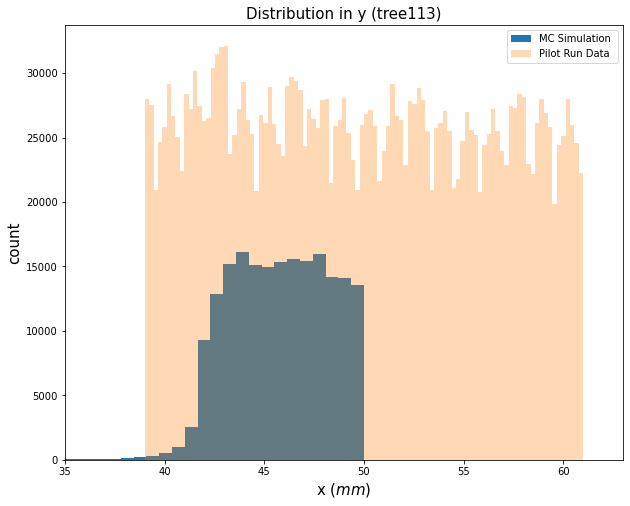 Distribution in y (tree113)
MC Simulation
Pilot Run Data
30000
25000
20000
15000
10000
5000
0
count
35 40 45 50 55 60
x (mm)